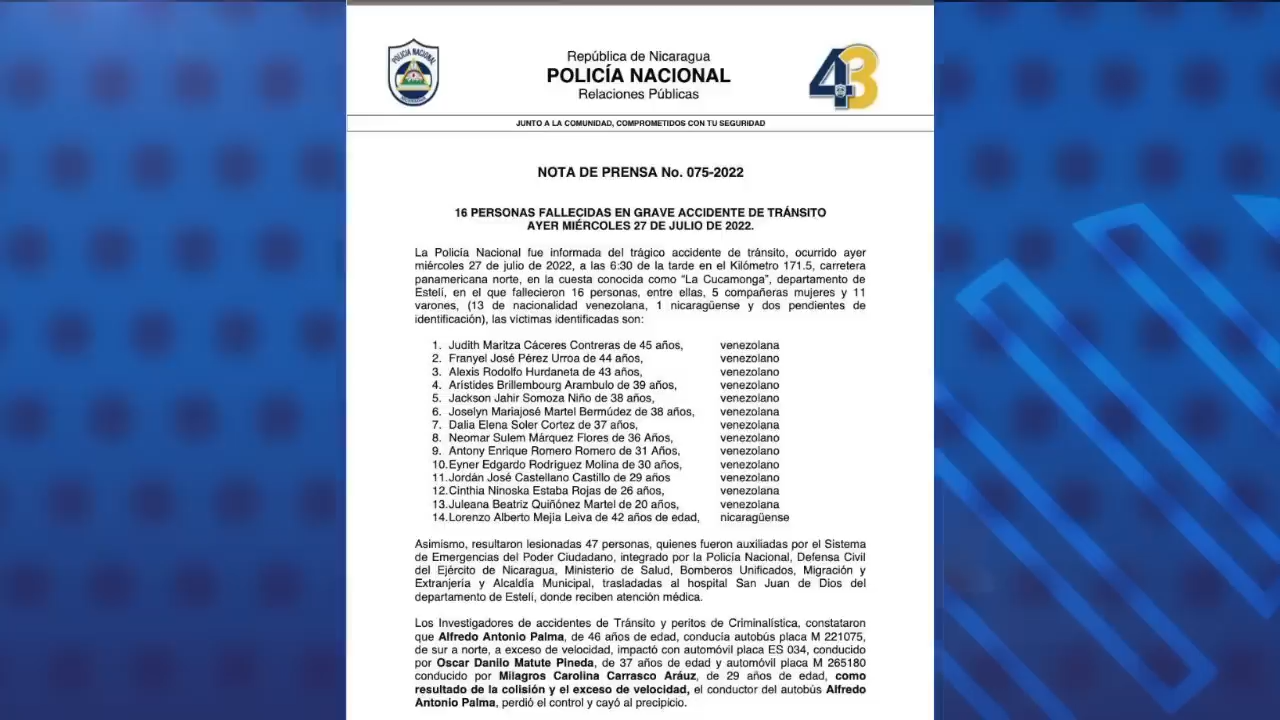 República de Nicaragua
POLICÍA NACIONAL
Relaciones Públicas
POLICIA NACIONAL
43
JUNTO A LA COMUNIDAD, COMPROMETIDOS CON TU SEGURIDAD
NOTA DE PRENSA No. 075-2022
16 PERSONAS FALLECIDAS EN GRAVE ACCIDENTE DE TRÁNSITO
AYER MIÉRCOLES 27 DE JULIO DE 2022.
La Policía Nacional fue informada del trágico accidente de tránsito, ocurrido ayer
miércoles 27 de julio de 2022, a las 6:30 de la tarde en el Kilómetro 171.5, carretera
panamericana norte, en la cuesta conocida como “La Cucamonga”, departamento de
Estelí, en el que fallecieron 16 personas, entre ellas, 5 compañeras mujeres y 11
varones, (13 de nacionalidad venezolana, 1 nicaragüense y dos pendientes de
identificación), las víctimas identificadas son:
1. Judith Maritza Cáceres Contreras de 45 años, venezolana
2. Franyel José Pérez Urroa de 44 años, venezolano
3. Alexis Rodolfo Hurdaneta de 43 años, venezolano
4. Arístides Brillembourg Arambulo de 39 años, venezolano
5. Jackson Jahir Somoza Niño de 38 años, venezolano
6. Joselyn Mariajosé Martel Bermúdez de 38 años, venezolana
7. Dalia Elena Soler Cortez de 37 años, venezolana
8. Neomar Sulem Márquez Flores de 36 Años, venezolano
9. Antony Enrique Romero Romero de 31 Años, venezolano
10. Eyner Edgardo Rodríguez Molina de 30 años, venezolano
11. Jordán José Castellano Castillo de 29 años venezolano
12. Cinthia Ninoska Estaba Rojas de 26 años, venezolana
13. Juleana Beatriz Quiñónez Martel de 20 años, venezolana
14. Lorenzo Alberto Mejía Leiva de 42 años de edad, nicaragüense
Asimismo, resultaron lesionadas 47 personas, quienes fueron auxiliadas por el Sistema
de Emergencias del Poder Ciudadano, integrado por la Policía Nacional, Defensa Civil
del Ejército de Nicaragua, Ministerio de Salud, Bomberos Unificados, Migración y
Extranjería y Alcaldía Municipal, trasladadas al hospital San Juan de Dios del
departamento de Estelí, donde reciben atención médica.
Los Investigadores de accidentes de Tránsito y peritos de Criminalística, constataron
que Alfredo Antonio Palma, de 46 años de edad, conducía autobús placa M 221075,
de sur a norte, a exceso de velocidad, impactó con automóvil placa ES 034, conducido
por Oscar Danilo Matute Pineda, de 37 años de edad y automóvil placa M 265180
conducido por Milagros Carolina Carrasco Aráuz, de 29 años de edad, como
resultado de la colisión y el exceso de velocidad, el conductor del autobús Alfredo
Antonio Palma, perdió el control y cayó al precipicio.